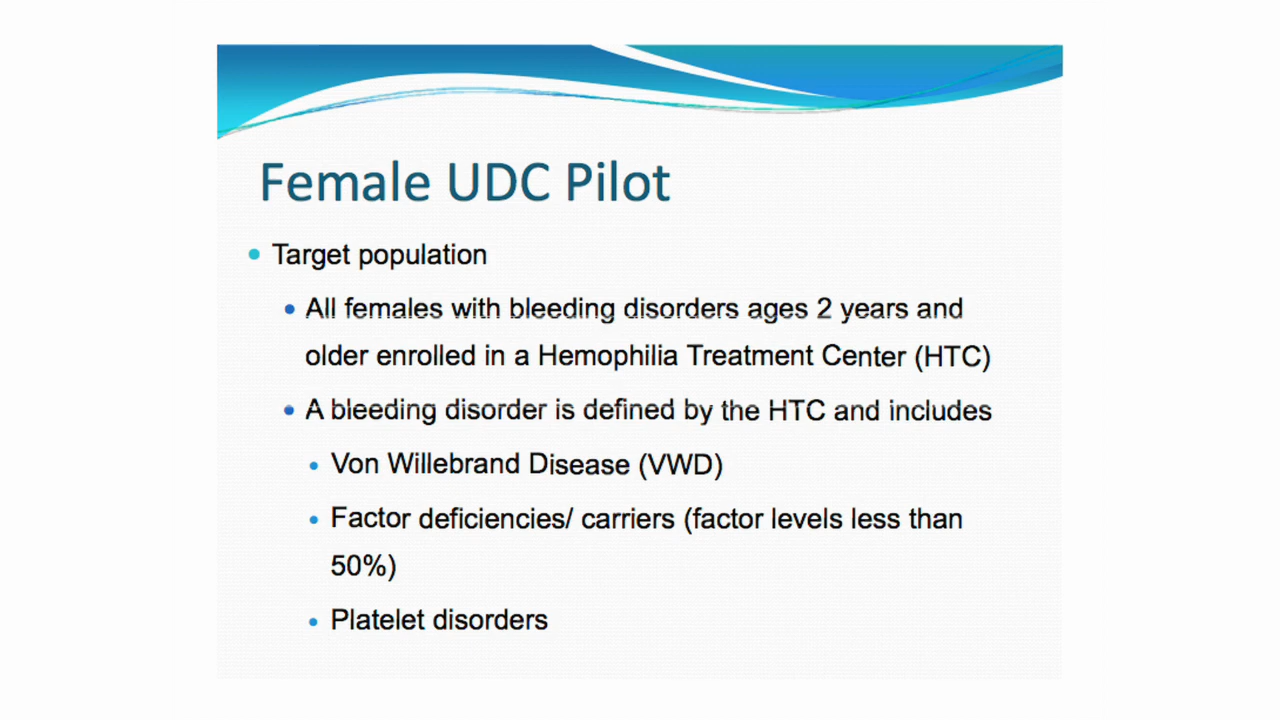 Female UDC Pilot
Target population
All females with bleeding disorders ages 2 years and
older enrolled in a Hemophilia Treatment Center (HTC)
A bleeding disorder is defined by the HTC and includes
Von Willebrand Disease (VWD)
Factor deficiencies/ carriers (factor levels less than
50%)
Platelet disorders